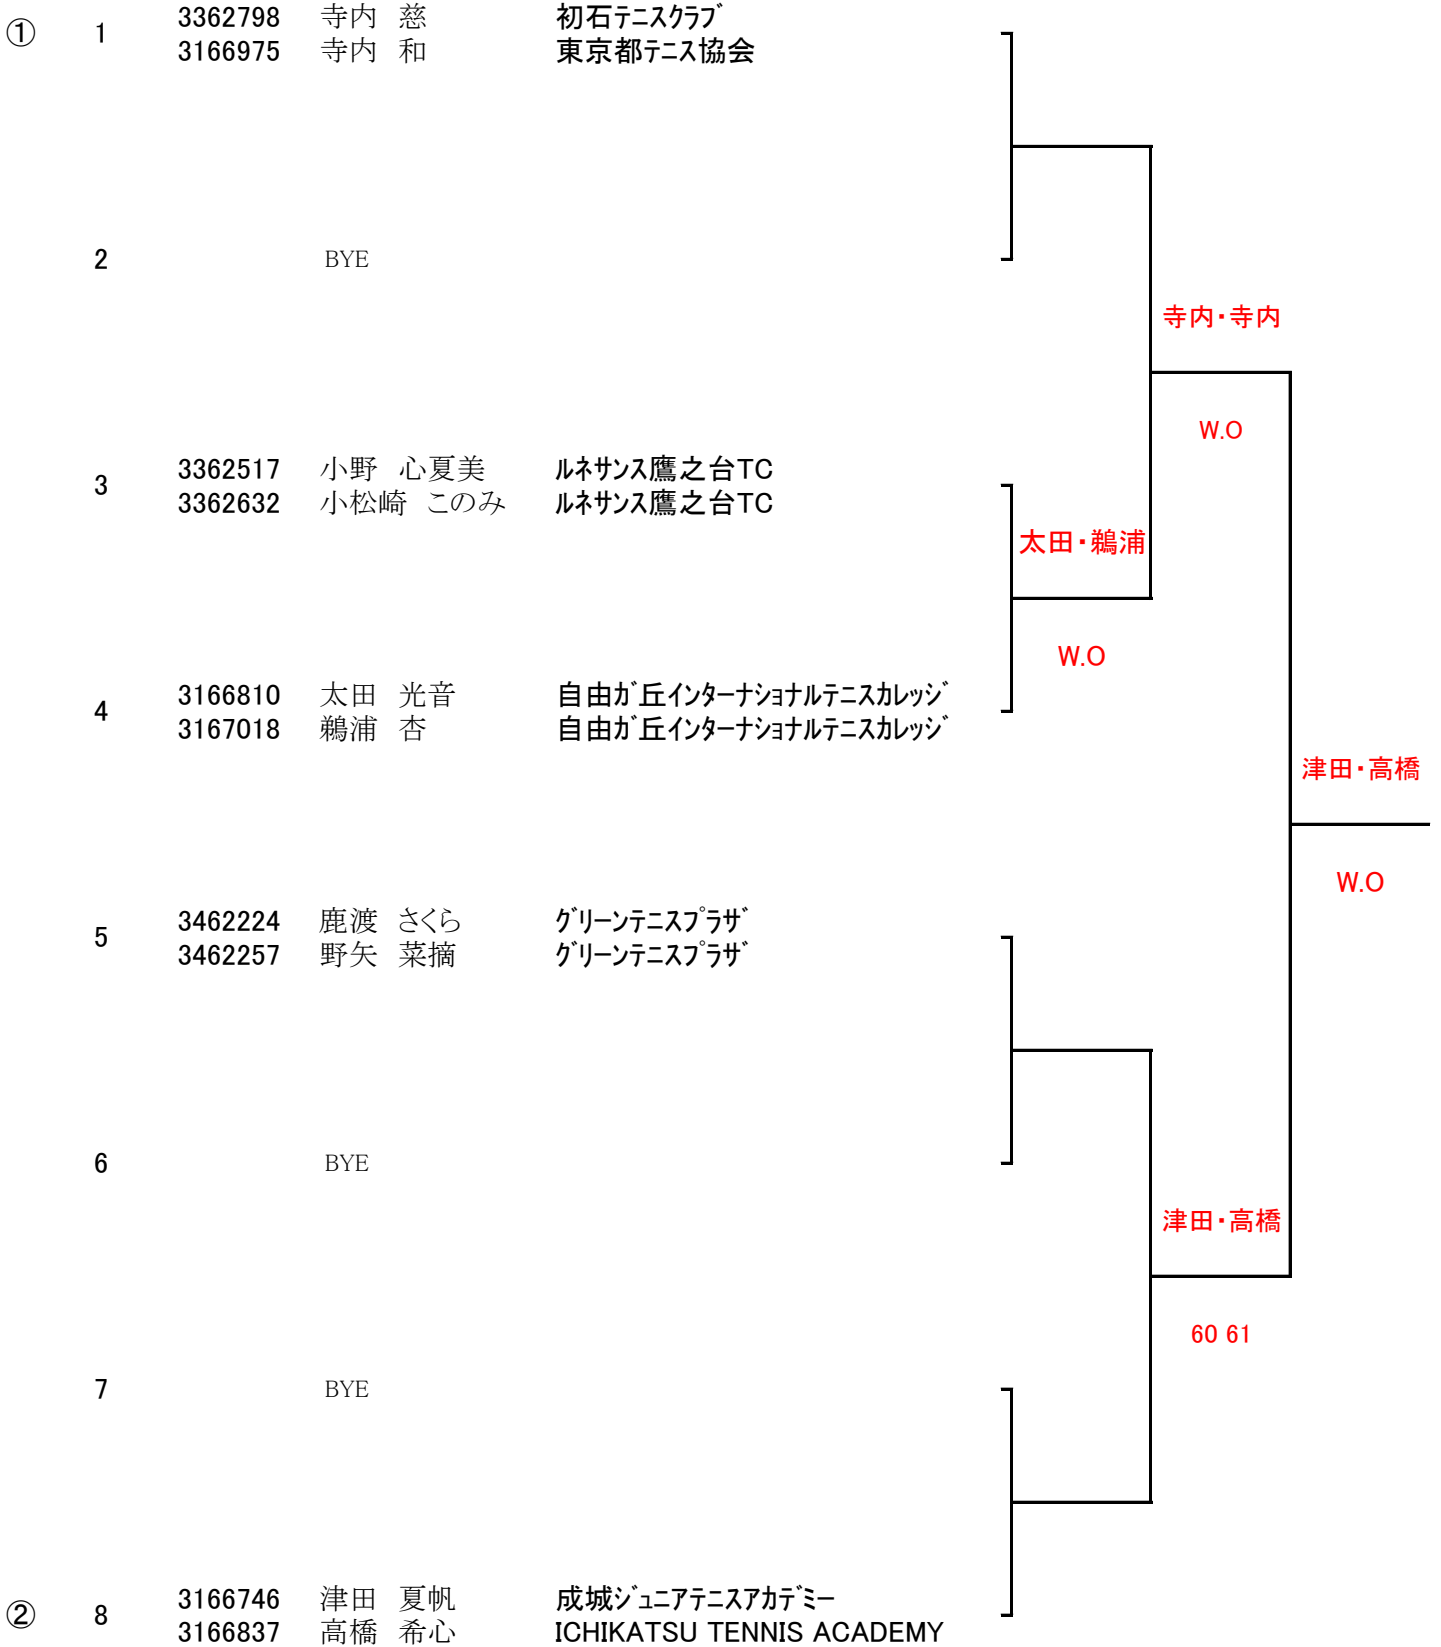 3362798 寺内 慈 初石テニスクラブ
① 1
3166975 寺内 和 東京都テニス協会
2 BYE
寺内・寺内
W.O
3362517 小野 心夏美 ルネサンス鷹之台TC
3
3362632 小松崎 このみ ルネサンス鷹之台TC
太田・鵜浦
W.O
3166810 太田 光音 自由が丘インターナショナルテニスカレッジ
4
3167018 鵜浦 杏 自由が丘インターナショナルテニスカレッジ
津田・高橋
W.O
3462224 鹿渡 さくら グリーンテニスプラザ
5
3462257 野矢 菜摘 グリーンテニスプラザ
6 BYE
津田・高橋
60 61
7 BYE
3166746 津田 夏帆 成城ジュニアテニスアカデミー
② 8
3166837 高橋 希心 ICHIKATSU TENNIS ACADEMY